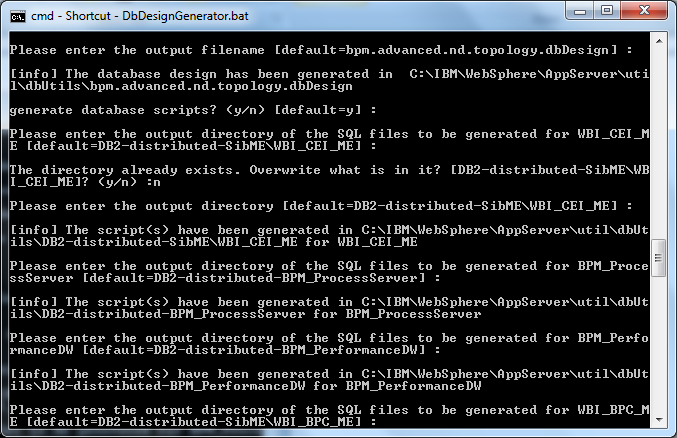 cmd - Shortcut - DbDesignGenerator.bat
Please enter the output filename [default=bpm.advanced.nd.topology.dbDesign] :
[info] The database design has been generated in  C:\IBM\WebSphere\AppServer\uti
l\dbUtils\bpm.advanced.nd.topology.dbDesign
generate database scripts? (y/n) [default=y] :
Please enter the output directory of the SQL files to be generated for WBI_CEI_M
E [default=DB2-distributed-SibME\WBI_CEI_ME] :
The directory already exists. Overwrite what is in it? [DB2-distributed-SibME\WB
I_CEI_ME]? (y/n) :n
Please enter the output directory [default=DB2-distributed-SibME\WBI_CEI_ME] :
[info] The script(s) have been generated in C:\IBM\WebSphere\AppServer\util\dbUt
ils\DB2-distributed-SibME\WBI_CEI_ME for WBI_CEI_ME
Please enter the output directory of the SQL files to be generated for BPM_Proce
ssServer [default=DB2-distributed-BPM_ProcessServer] :
[info] The script(s) have been generated in C:\IBM\WebSphere\AppServer\util\dbUt
ils\DB2-distributed-BPM_ProcessServer for BPM_ProcessServer
Please enter the output directory of the SQL files to be generated for BPM_Perfo
rmanceDW [default=DB2-distributed-BPM_PerformanceDW] :
[info] The script(s) have been generated in C:\IBM\WebSphere\AppServer\util\dbUt
ils\DB2-distributed-BPM_PerformanceDW for BPM_PerformanceDW
Please enter the output directory of the SQL files to be generated for WBI_BPC_M
E [default=DB2-distributed-SibME\WBI_BPC_ME] :